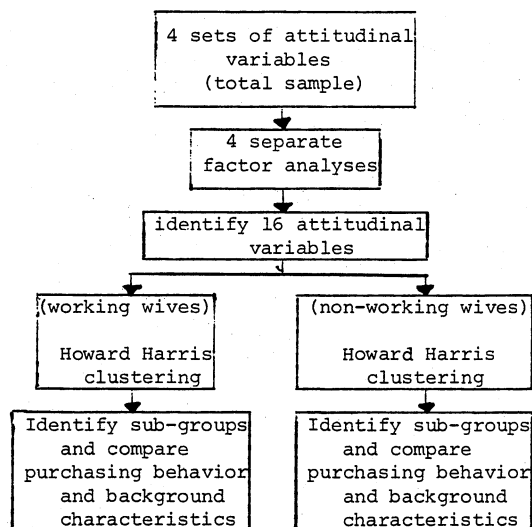 4 sets of attitudinal
variables
(total sample)
4 separate
factor analyses
identify 16 attitudinal
variables
(working wives)
Howard Harris
clustering
(non-working wives)
Howard Harris
clustering
Identify sub-groups
and compare
purchasing behavior
and background
characteristics
Identify sub-groups
and compare
purchasing behavior
and background
characteristics